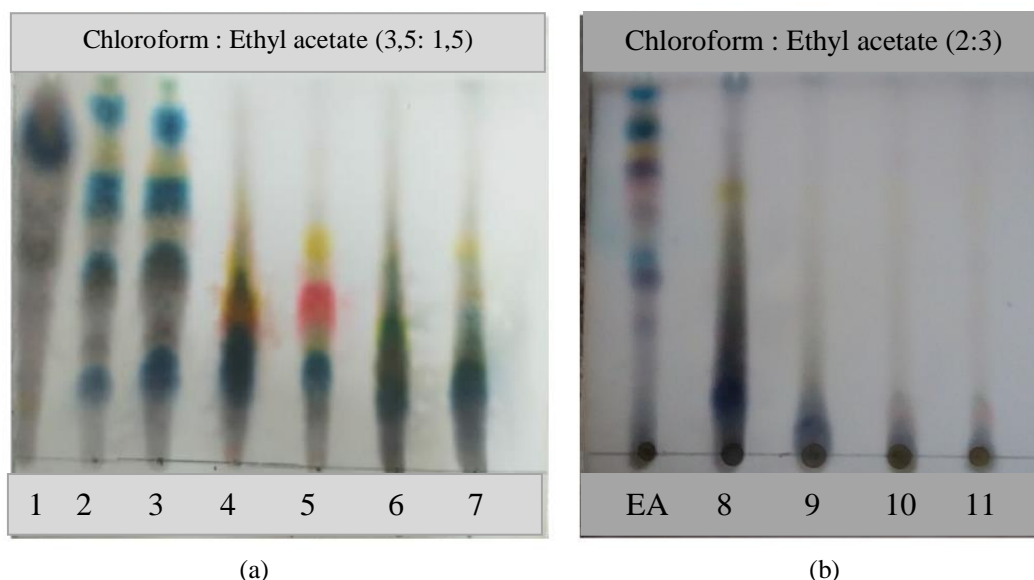 Chloroform : Ethyl acetate (3,5: 1,5)
1 2 3 4 5 6 7
(a)
Chloroform : Ethyl acetate (2:3)
EA 8 9 10 11
(b)